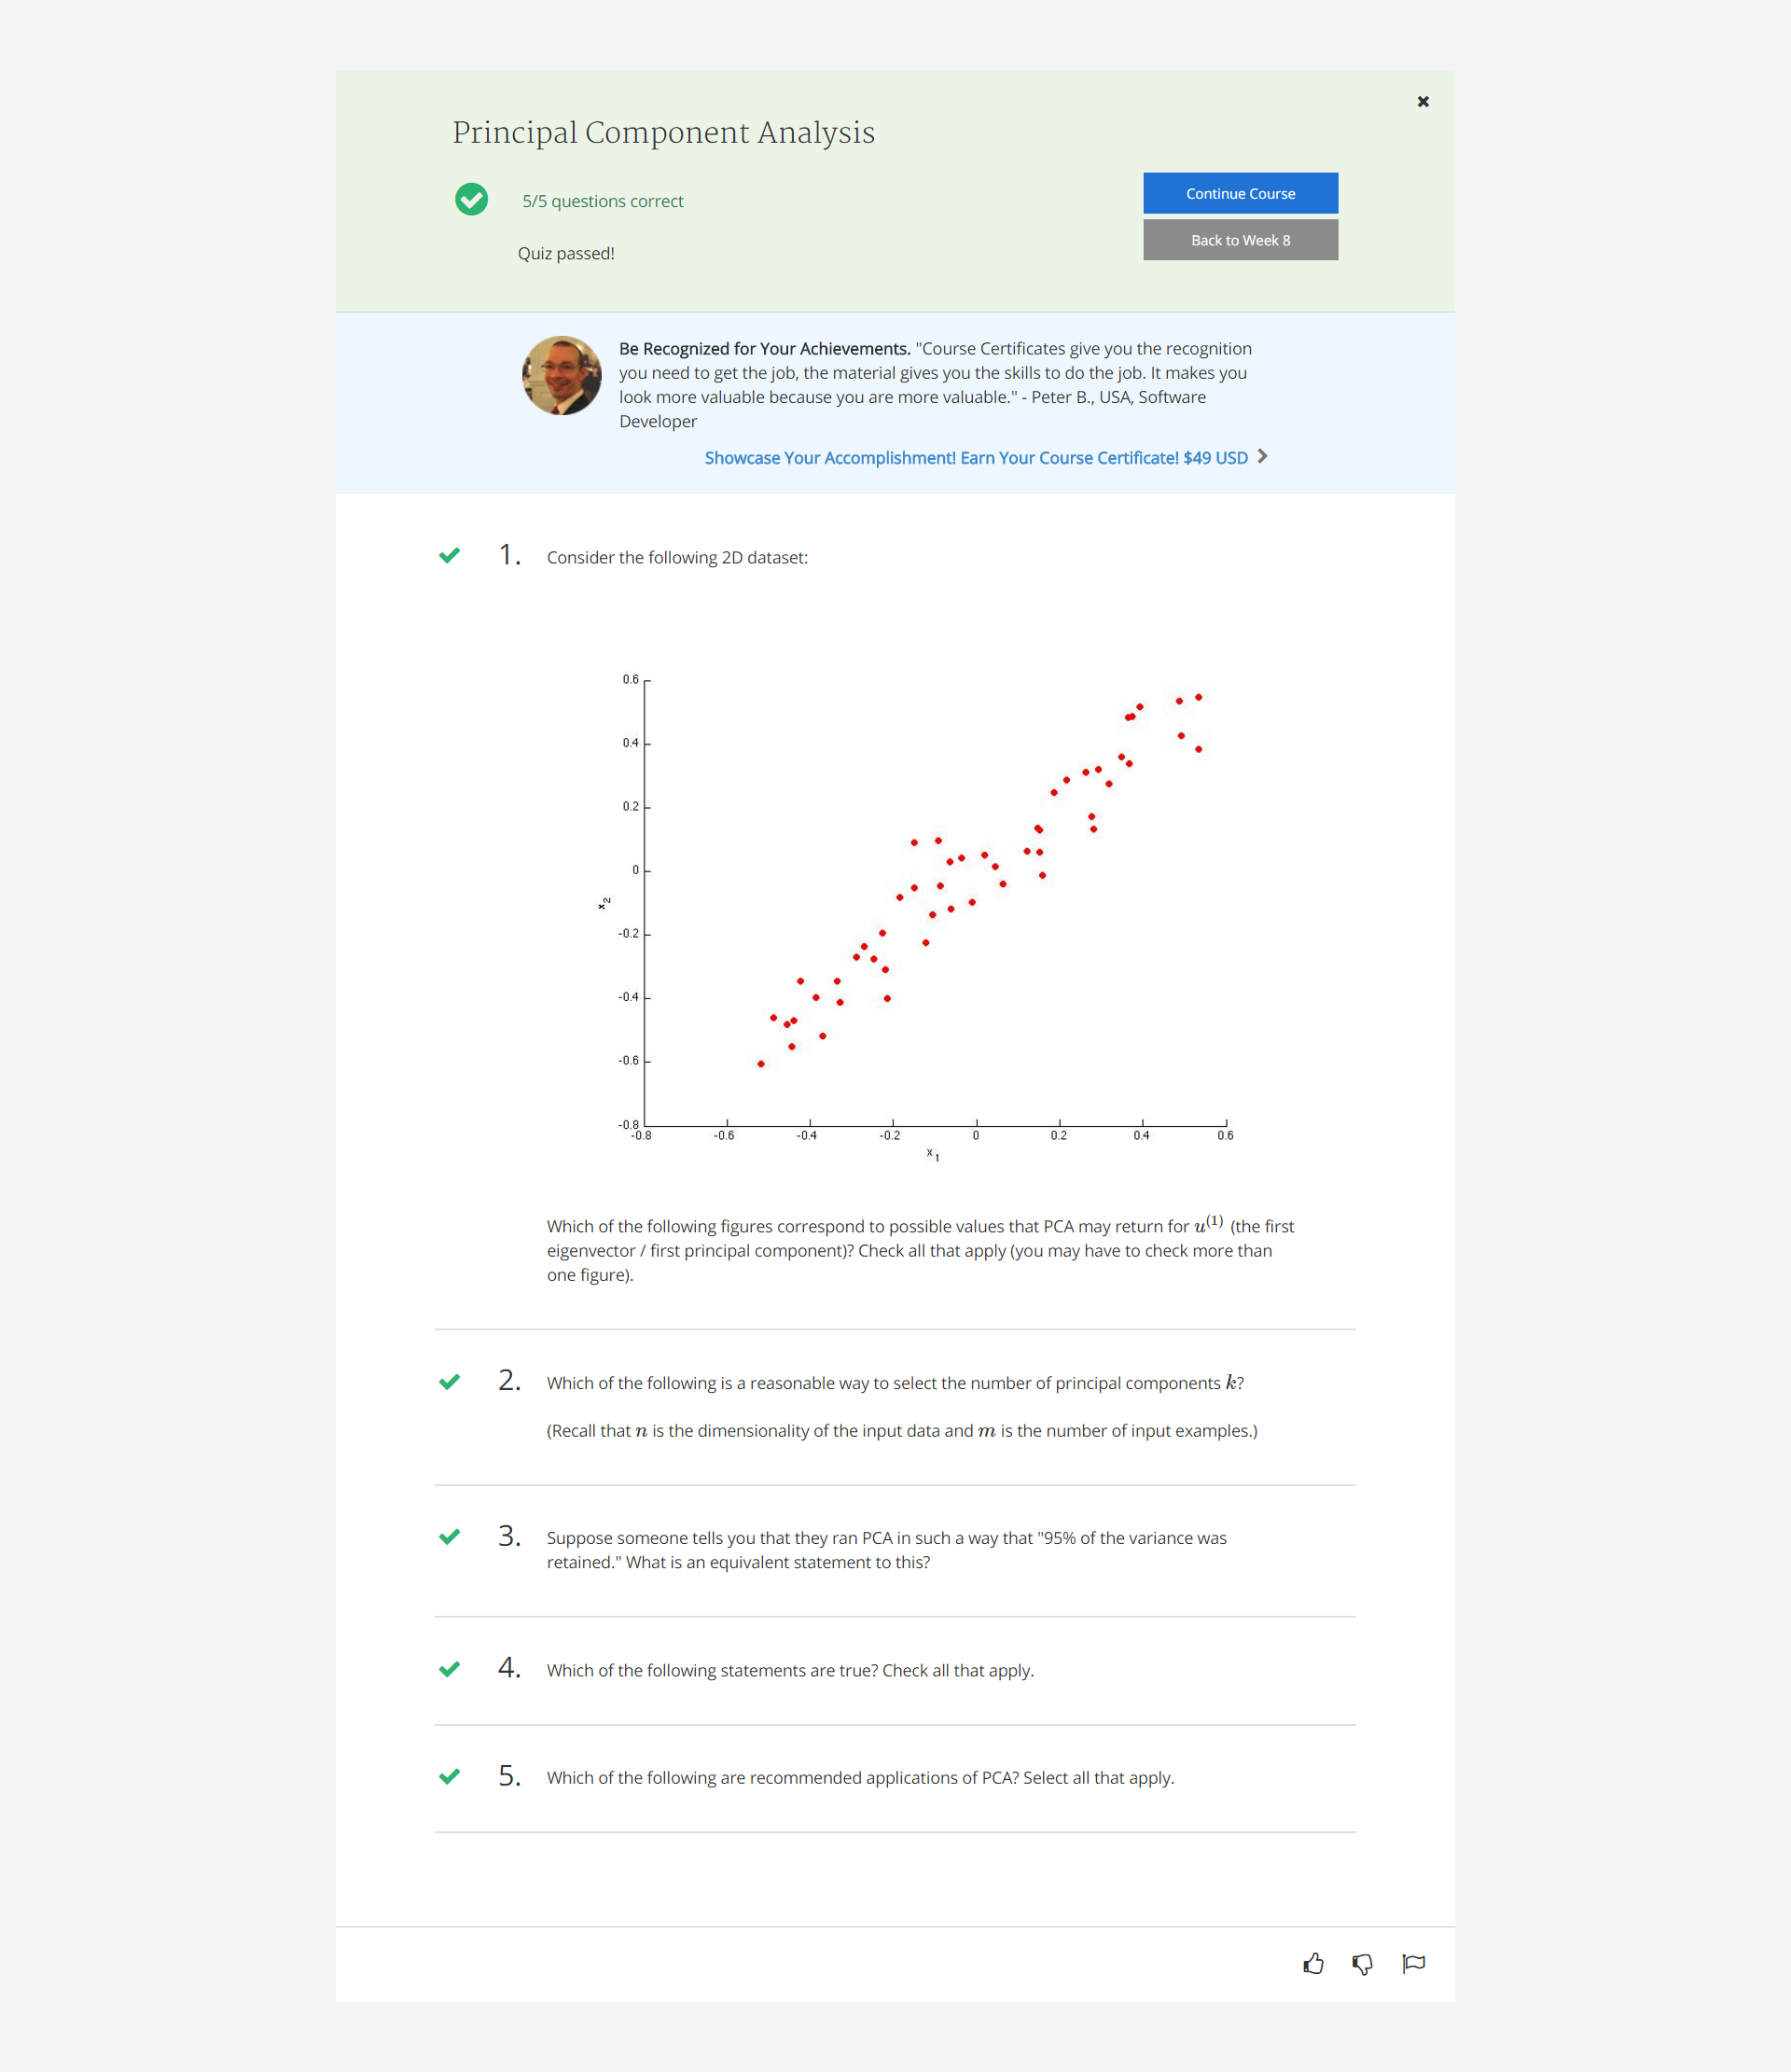 Principal Component Analysis
5/5 questions correct
Quiz passed!
Continue Course
Back to Week 8
Be Recognized for Your Achievements. "Course Certificates give you the recognition
you need to get the job, the material gives you the skills to do the job. It makes you
look more valuable because you are more valuable." - Peter B., USA, Software
Developer
Showcase Your Accomplishment! Earn Your Course Certificate! $49 USD
1. Consider the following 2D dataset:
0.6
0.4
0.2
0
-0.2
-0.4
-0.6
-0.8
x2
-0.8 -0.6 -0.4 -0.2 0 0.2 0.4 0.6
x1
Which of the following figures correspond to possible values that PCA may return for u(1) (the first
eigenvector / first principal component)? Check all that apply (you may have to check more than
one figure).
2. Which of the following is a reasonable way to select the number of principal components k?
(Recall that n is the dimensionality of the input data and m is the number of input examples.)
3. Suppose someone tells you that they ran PCA in such a way that "95% of the variance was
retained." What is an equivalent statement to this?
4. Which of the following statements are true? Check all that apply.
5. Which of the following are recommended applications of PCA? Select all that apply.